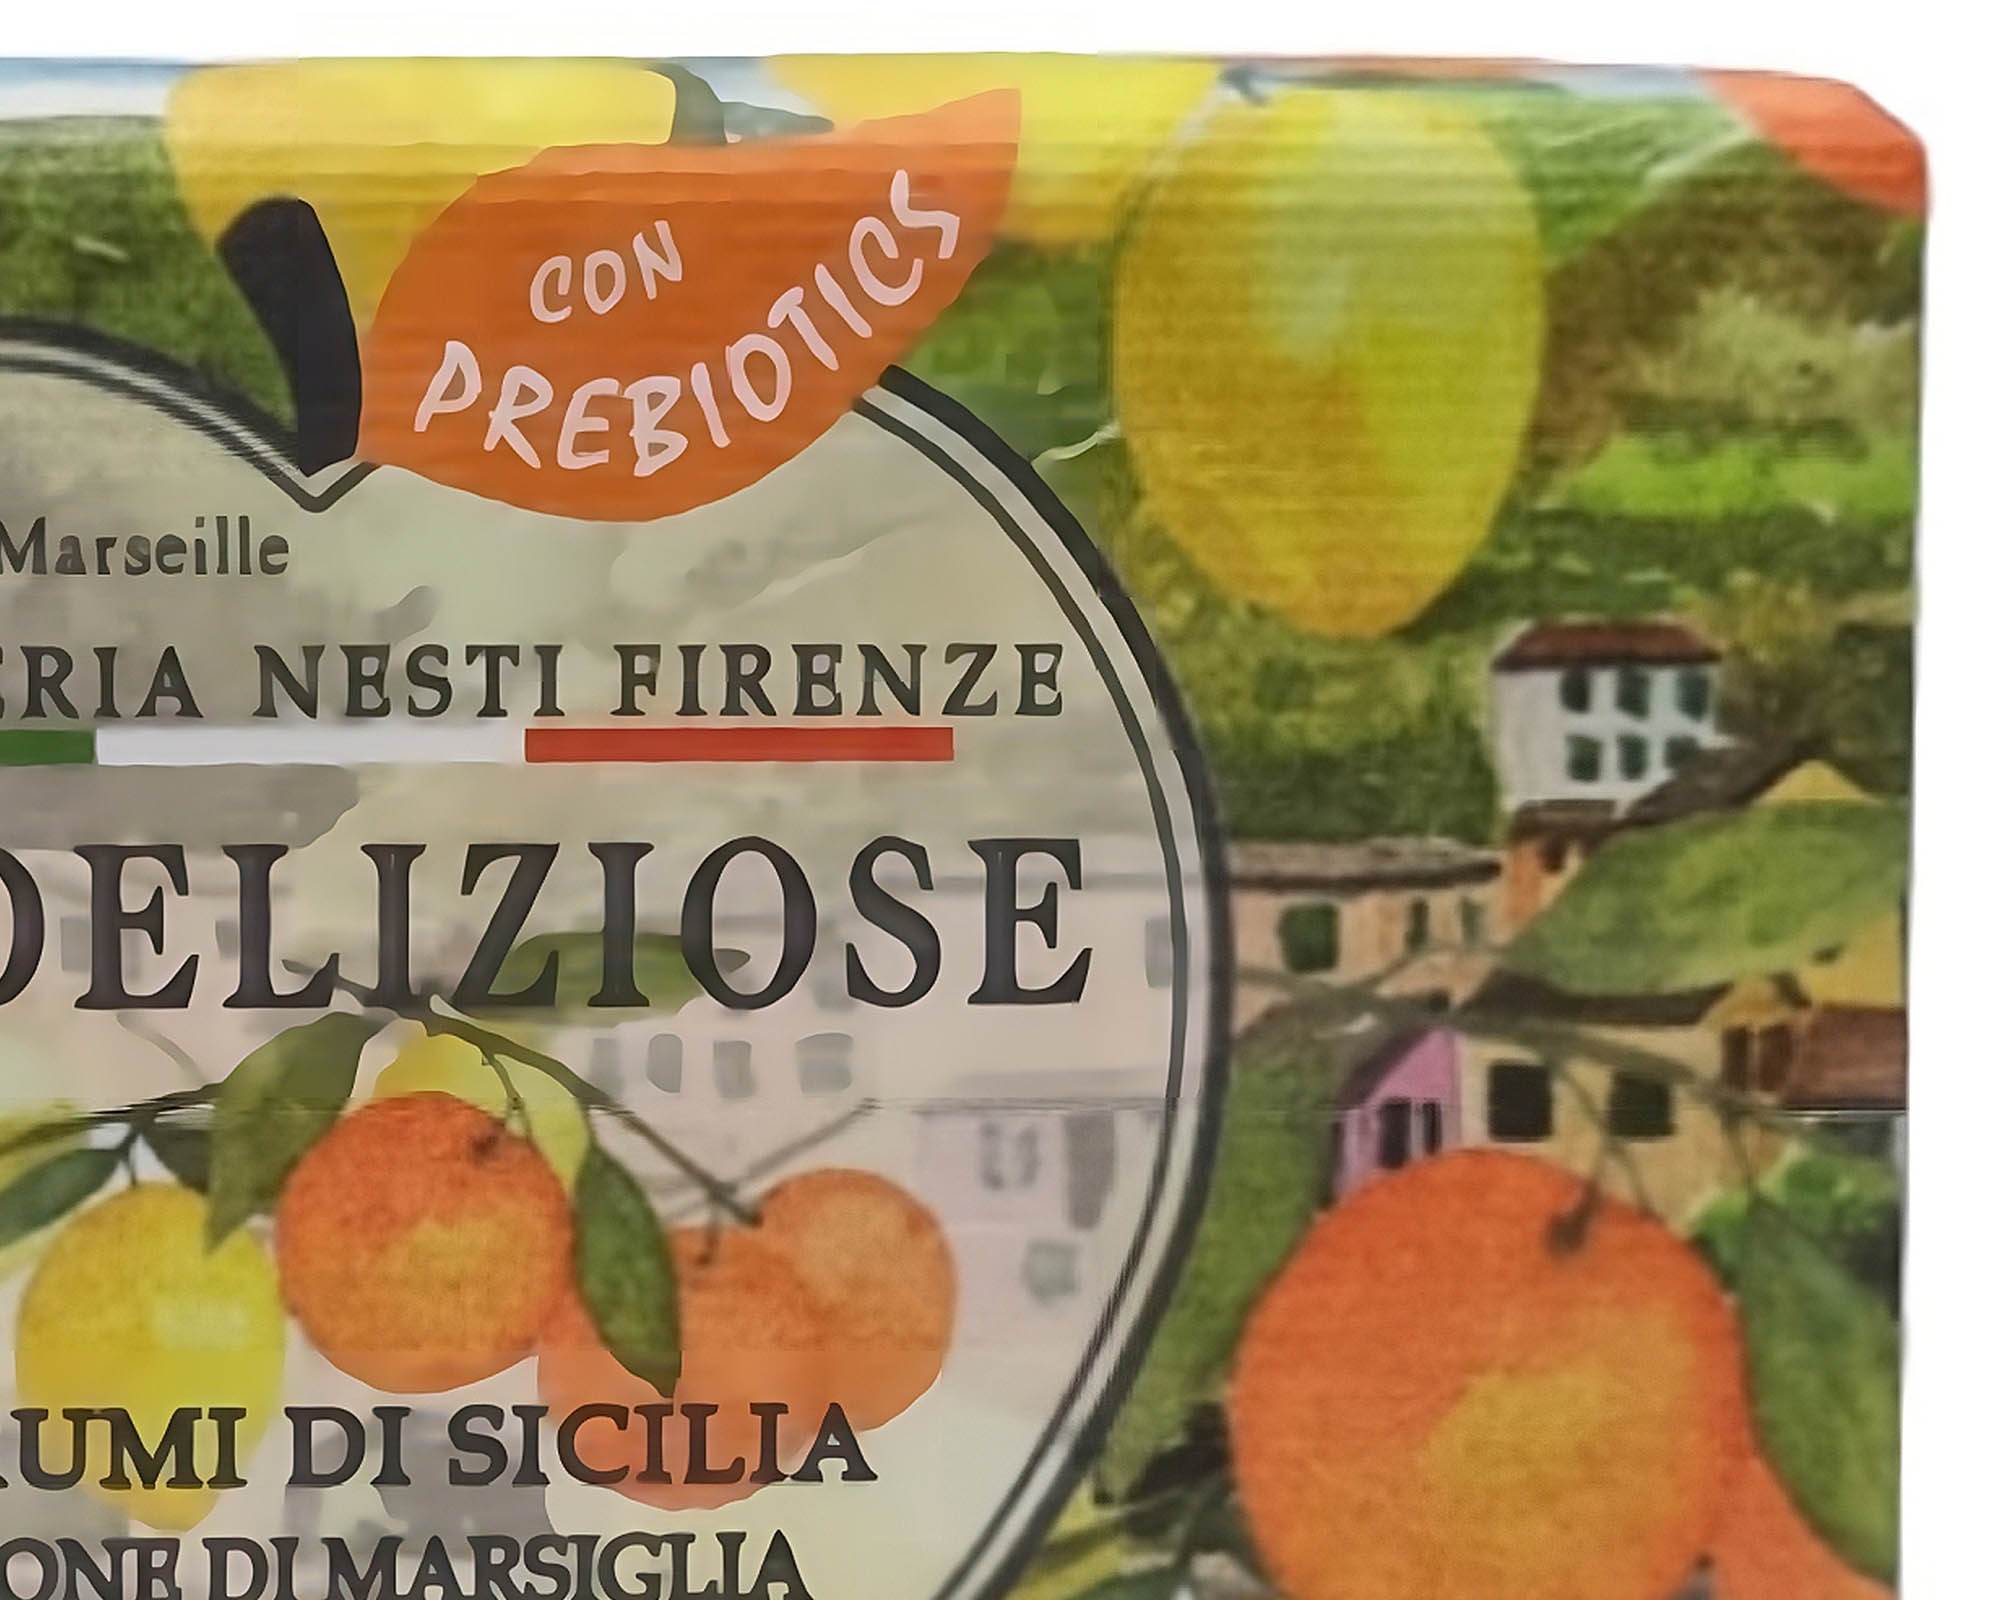 CON
PREBIOTICS
Marseille
ERIA NESTI FIRENZE
DELIZIOSE
RUMI DI SICILIA
ONE DI MARSIGLIA